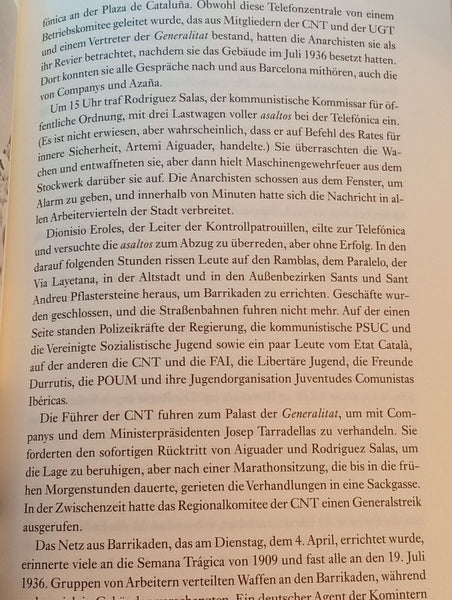 fónica an der Plaza de Cataluña. Obwohl diese Telefonzentrale von einem
Betriebskomitee geleitet wurde, das aus Mitgliedern der CNT und der UGT
und einem Vertreter der Generalitat bestand, hatten die Anarchisten sie als
ihr Revier betrachtet, nachdem sie das Gebäude im Juli 1936 besetzt hatten.
Dort konnten sie alle Gespräche nach und aus Barcelona mithören, auch die
von Companys und Azaña.
Um 15 Uhr traf Rodríguez Salas, der kommunistische Kommissar für öf-
fentliche Ordnung, mit drei Lastwagen voller asaltos bei der Telefónica ein.
(Es ist nicht erwiesen, aber wahrscheinlich, dass er auf Befehl des Rates für
innere Sicherheit, Artemi Aiguader, handelte.) Sie überraschten die Wa-
chen und entwaffneten sie, aber dann hielt Maschinengewehrfeuer aus dem
Stockwerk darüber sie auf. Die Anarchisten schossen aus dem Fenster, um
Alarm zu geben, und innerhalb von Minuten hatte sich die Nachricht in al-
len Arbeitervierteln der Stadt verbreitet.
Dionisio Eroles, der Leiter der Kontrollpatrouillen, eilte zur Telefónica
und versuchte die asaltos zum Abzug zu überreden, aber ohne Erfolg. In den
darauf folgenden Stunden rissen Leute auf den Ramblas, dem Paralelo, der
Via Layetana, in der Altstadt und in den Außenbezirken Sants und Sant
Andreu Pflastersteine heraus, um Barrikaden zu errichten. Geschäfte wur-
den geschlossen, und die Straßenbahnen fuhren nicht mehr. Auf der einen
Seite standen Polizeikräfte der Regierung, die kommunistische PSUC und
die Vereinigte Sozialistische Jugend sowie ein paar Leute vom Etat Català,
auf der anderen die CNT und die FAI, die Libertäre Jugend, die Freunde
Durrutis, die POUM und ihre Jugendorganisation Juventudes Comunistas
Ibéricas.
Die Führer der CNT fuhren zum Palast der Generalitat, um mit Com-
panys und dem Ministerpräsidenten Josep Tarradellas zu verhandeln. Sie
forderten den sofortigen Rücktritt von Aiguader und Rodríguez Salas, um
die Lage zu beruhigen, aber nach einer Marathonsitzung, die bis in die frü-
hen Morgenstunden dauerte, gerieten die Verhandlungen in eine Sackgasse.
In der Zwischenzeit hatte das Regionalkomitee der CNT einen Generalstreik
ausgerufen.
Das Netz aus Barrikaden, das am Dienstag, dem 4. April, errichtet wurde,
erinnerte viele an die Semana Trágica von 1909 und fast alle an den 19. Juli
1936. Gruppen von Arbeitern verteilten Waffen an den Barrikaden, während
Ein deutscher Agent der Komintern